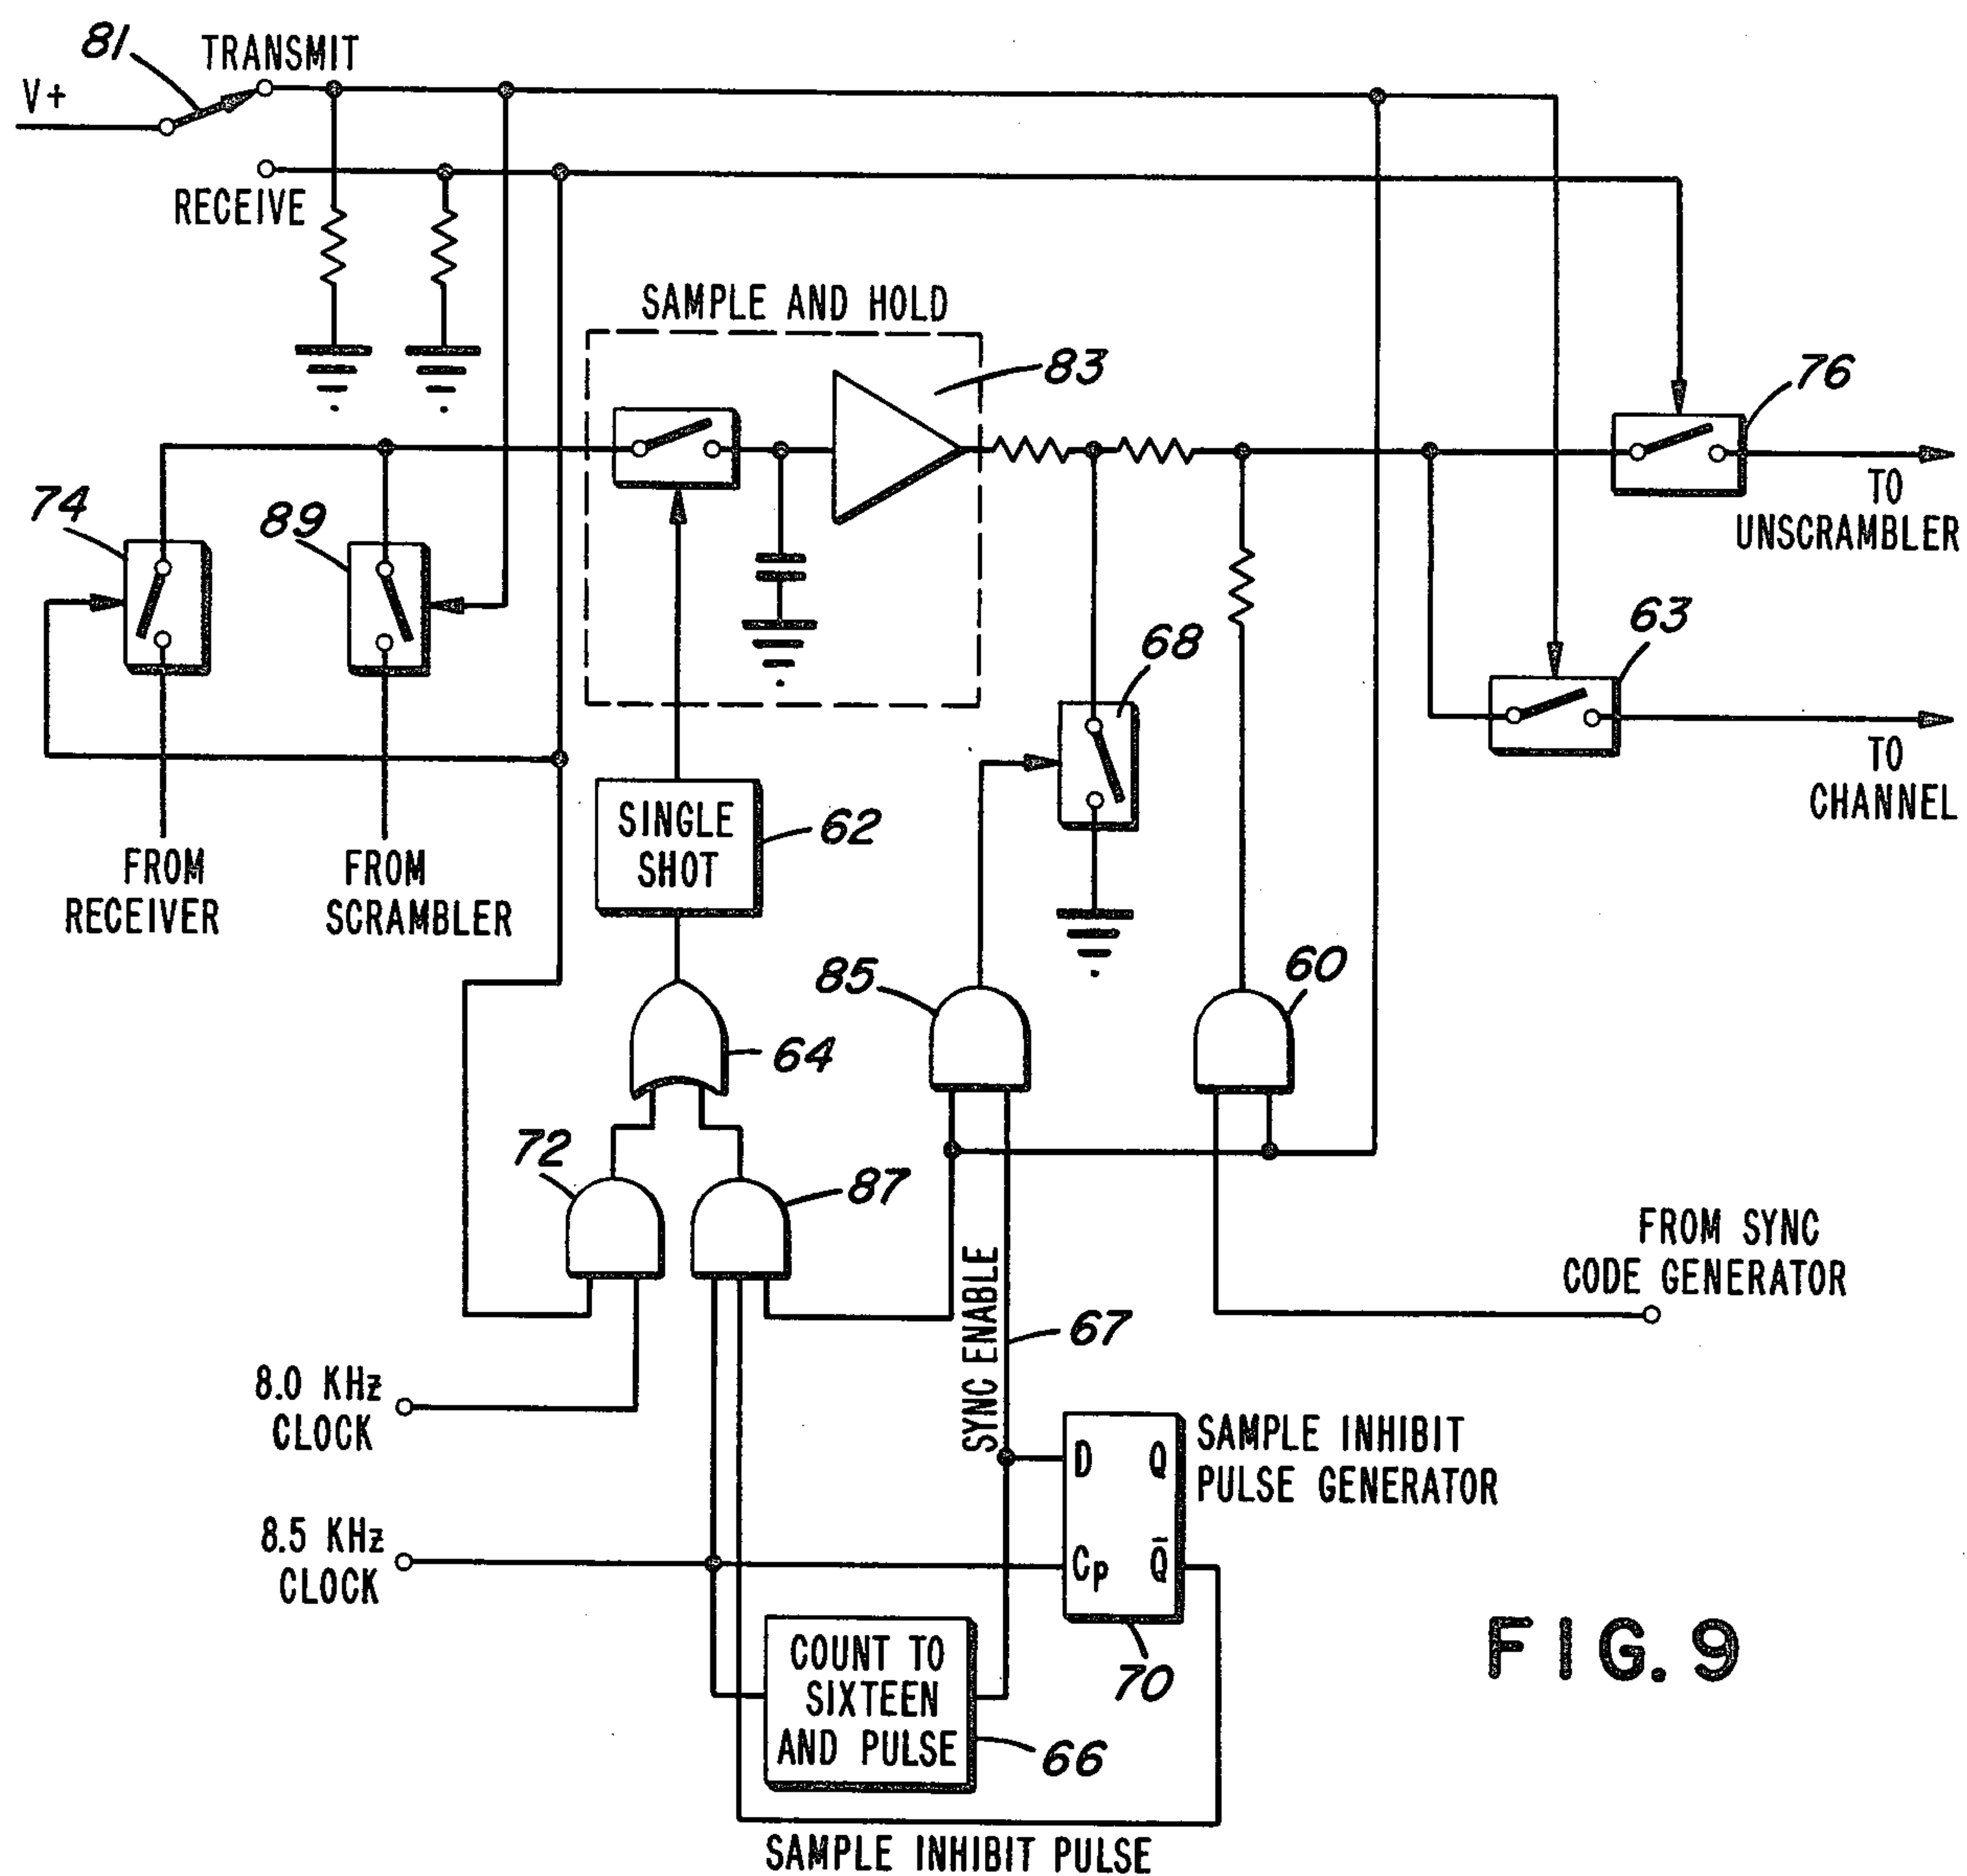 81
TRANSMIT
V+
RECEIVE
SAMPLE AND HOLD
83
76
74
89
TO
UNSCRAMBLER
63
68
TO
CHANNEL
SINGLE
SHOT
62
FROM
RECEIVER
FROM
SCRAMBLER
85
60
64
72
87
SYNC ENABLE
67
FROM SYNC
CODE GENERATOR
8.0 KHz
CLOCK
D Q
SAMPLE INHIBIT
PULSE GENERATOR
8.5 KHz
CLOCK
Cp Q̄
70
COUNT TO
SIXTEEN
AND PULSE
66
SAMPLE INHIBIT PULSE
FIG. 9